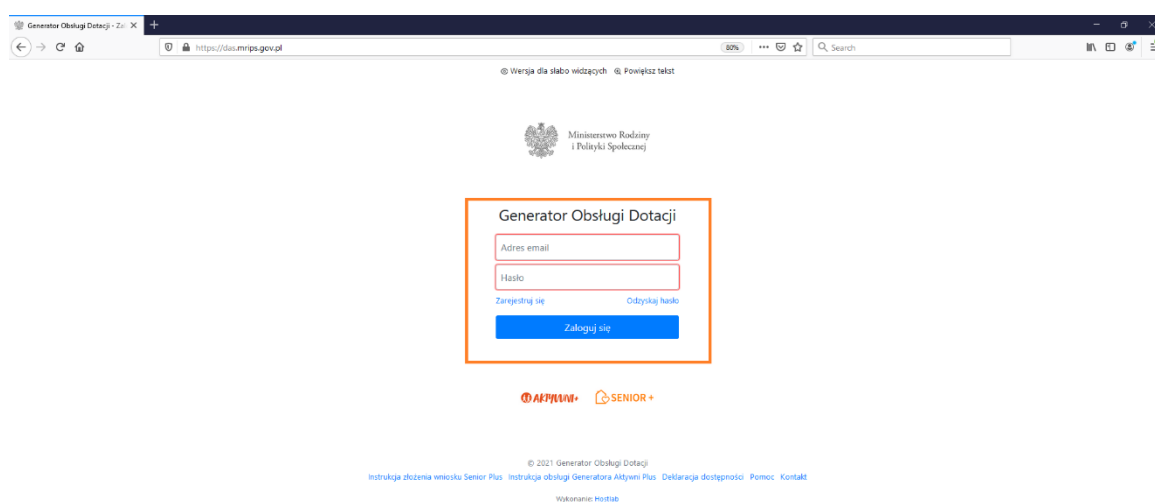 Generator Obsługi Dotacji - Za
https://das.mrips.gov.pl
80%
Search
Wersja dla słabo widzących Powiększ tekst
Ministerstwo Rodziny
i Polityki Społecznej
Generator Obsługi Dotacji
Adres email
Hasło
Zarejestruj się Odzyskaj hasło
Zaloguj się
AKTYWNI+ SENIOR +
© 2021 Generator Obsługi Dotacji
Instrukcja złożenia wniosku Senior Plus Instrukcja obsługi Generatora Aktywni Plus Deklaracja dostępności Pomoc Kontakt
Wykonanie: Hostlab